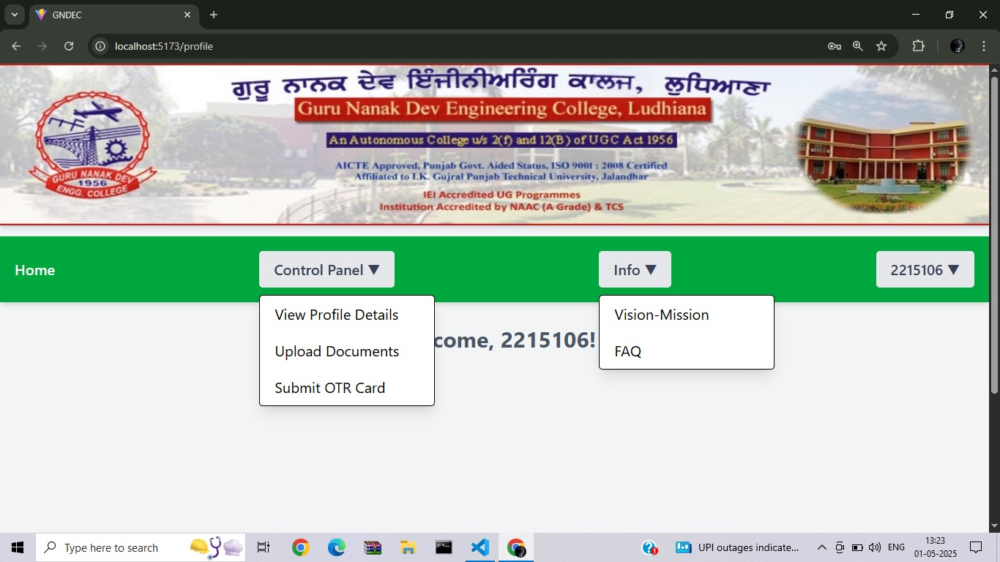 GNDEC
localhost:5173/profile
ਗੁਰੂ ਨਾਨਕ ਦੇਵ ਇੰਜੀਨੀਅਰਿੰਗ ਕਾਲਜ, ਲੁਧਿਆਣਾ
Guru Nanak Dev Engineering College, Ludhiana
An Autonomous College u/s 2(f) and 12(B) of UGC Act 1956
AICTE Approved, Punjab Govt. Aided Status, ISO 9001 : 2008 Certified
Affiliated to I.K. Gujral Punjab Technical University, Jalandhar
IEI Accredited UG Programmes
Institution Accredited by NAAC (A Grade) & TCS
GURU NANAK DEV
1956
ENGG. COLLEGE
Home
Control Panel ▼
Info ▼
2215106 ▼
View Profile Details
Upload Documents
Submit OTR Card
Vision-Mission
FAQ
come, 2215106!
Type here to search
UPI outages indicate...
ENG
13:23
01-05-2025